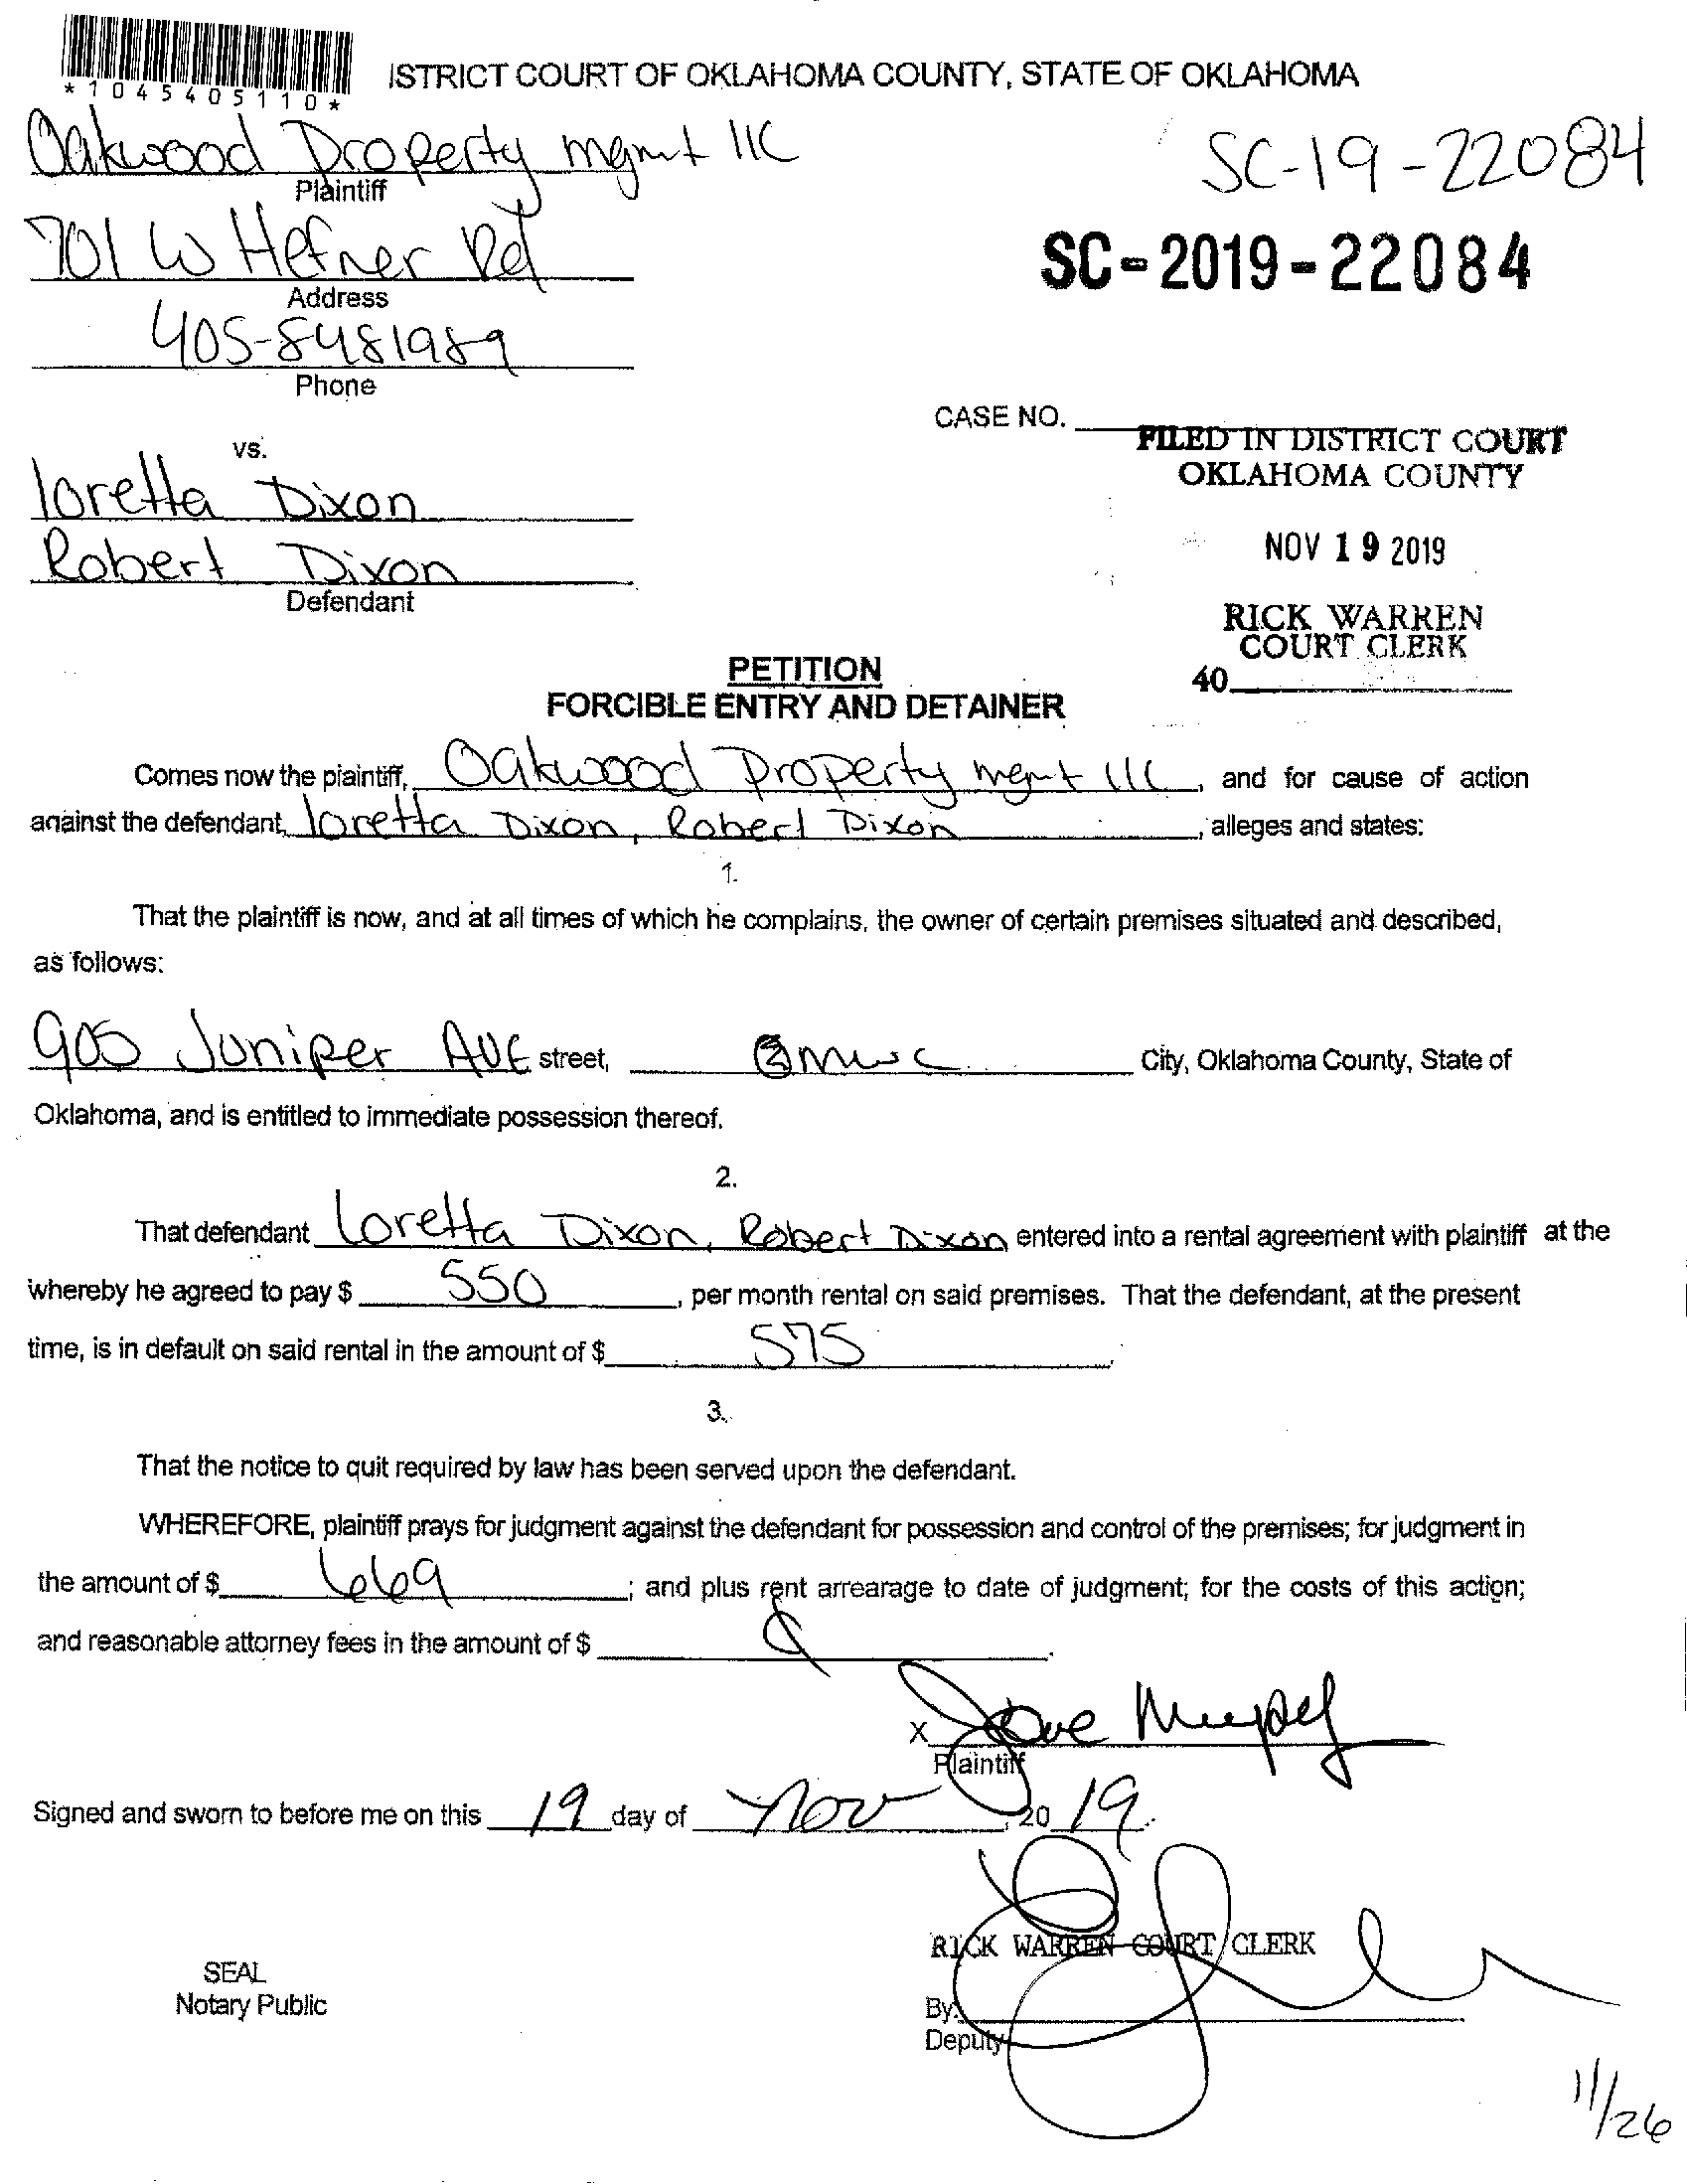 *1045405110*
ISTRICT COURT OF OKLAHOMA COUNTY, STATE OF OKLAHOMA
Oakwood Property mgmt llC
Plaintiff
SC-19-22084
701 W Hefner Rd
Address
SC-2019-22084
405-8481989
Phone
CASE NO.
FILED IN DISTRICT COURT
OKLAHOMA COUNTY
vs.
loretta Dixon
Robert Dixon
Defendant
NOV 19 2019
RICK WARREN
COURT CLERK
40
PETITION
FORCIBLE ENTRY AND DETAINER
Comes now the plaintiff, Oakwood Property mgmt llC, and for cause of action
against the defendant, loretta Dixon, Robert Dixon, alleges and states:
1.
That the plaintiff is now, and at all times of which he complains, the owner of certain premises situated and described,
as follows:
905 Juniper AVE street, mwc City, Oklahoma County, State of
Oklahoma, and is entitled to immediate possession thereof.
2.
That defendant Loretta Dixon, Robert Dixon entered into a rental agreement with plaintiff at the
whereby he agreed to pay $ 550, per month rental on said premises. That the defendant, at the present
time, is in default on said rental in the amount of $ 575.
3.
That the notice to quit required by law has been served upon the defendant.
WHEREFORE, plaintiff prays for judgment against the defendant for possession and control of the premises; for judgment in
the amount of $ 669; and plus rent arrearage to date of judgment; for the costs of this action;
and reasonable attorney fees in the amount of $
X
Plaintiff
Signed and sworn to before me on this 19 day of Nov, 20 19.
RICK WARREN COURT CLERK
SEAL
Notary Public
By:
Deputy
11/26